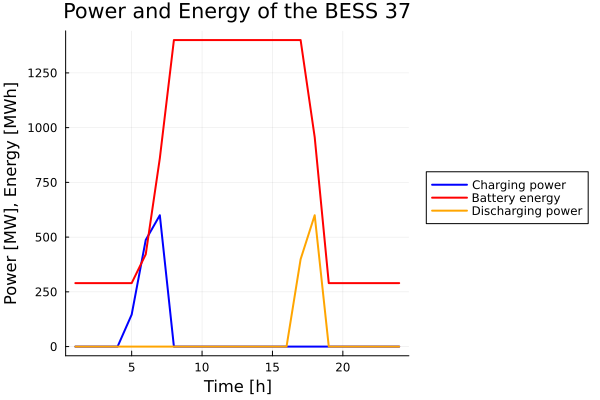 Power and Energy of the BESS 37
Power [MW], Energy [MWh]
1250
1000
750
500
250
0
5
10
15
20
Time [h]
Charging power
Battery energy
Discharging power